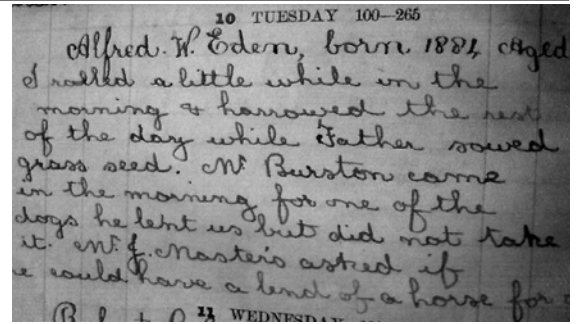 10 TUESDAY 100—265
Alfred. W. Eden, born 1881, Aged
I rolled a little while in the
morning & harrowed the rest
of the day while Father sowed
grass seed. Mr Burston came
in the morning for one of the
dogs he lent us but did not take
it. Mr J. Masters asked if
e could have a lend of a horse for
11 WEDNESDAY